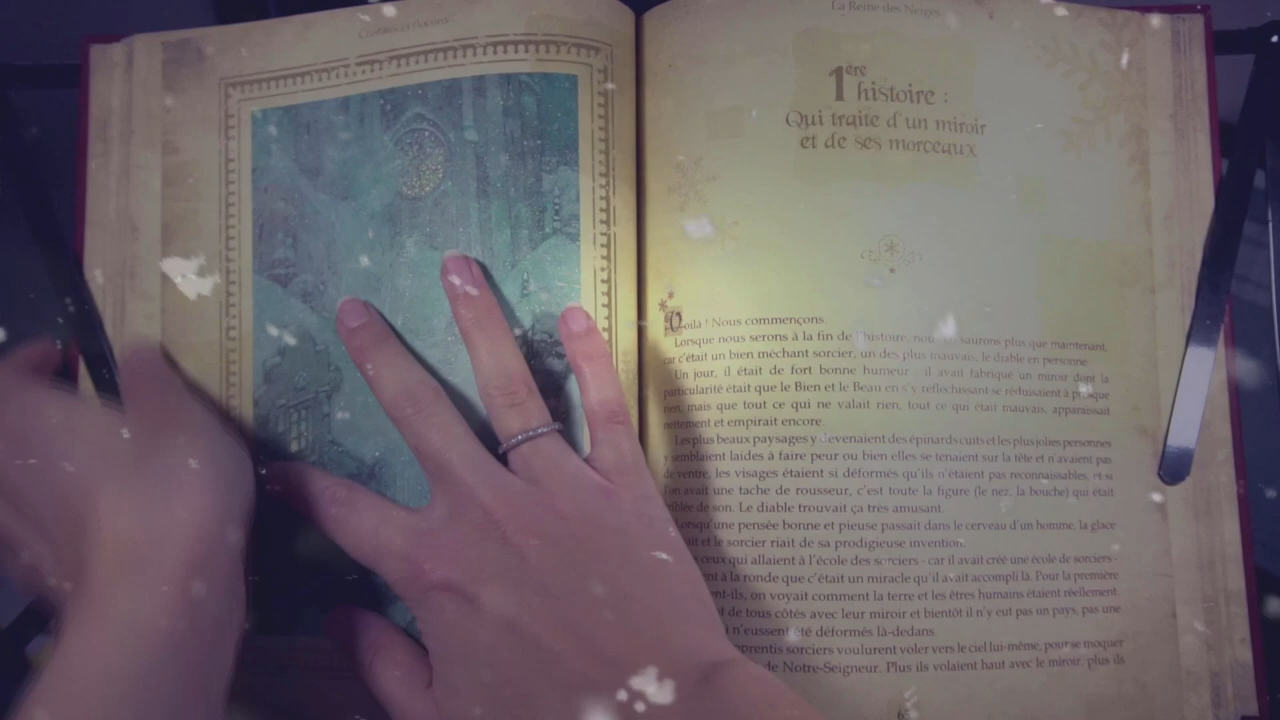 Contes et flocons
La Reine des Neiges
1ère
histoire :
Qui traite d'un miroir
et de ses morceaux
Voilà ! Nous commençons.
Lorsque nous serons à la fin de l'histoire, nou saurons plus que maintenant,
car c'était un bien méchant sorcier, un des plus mauvais, le diable en personne.
Un jour, il était de fort bonne humeur : il avait fabriqué un miroir dont la
particularité était que le Bien et le Beau en s'y réfléchissant se réduisaient à presque
rien, mais que tout ce qui ne valait rien, tout ce qui était mauvais, apparaissait
nettement et empirait encore.
Les plus beaux paysages y devenaient des épinards cuits et les plus jolies personnes
y semblaient laides à faire peur ou bien elles se tenaient sur la tête et n'avaient pas
de ventre, les visages étaient si déformés qu'ils n'étaient pas reconnaissables, et si
l'on avait une tache de rousseur, c'est toute la figure (le nez, la bouche) qui était
criblée de son. Le diable trouvait ça très amusant.
Lorsqu'une pensée bonne et pieuse passait dans le cerveau d'un homme, la glace
ait et le sorcier riait de sa prodigieuse invention.
ceux qui allaient à l'école des sorciers - car il avait créé une école de sorciers -
nt à la ronde que c'était un miracle qu'il avait accompli là. Pour la première
nt-ils, on voyait comment la terre et les êtres humains étaient réellement.
t de tous côtés avec leur miroir et bientôt il n'y eut pas un pays, pas une
n'eussent été déformés là-dedans.
prentis sorciers voulurent voler vers le ciel lui-même, pour se moquer
de Notre-Seigneur. Plus ils volaient haut avec le miroir, plus ils